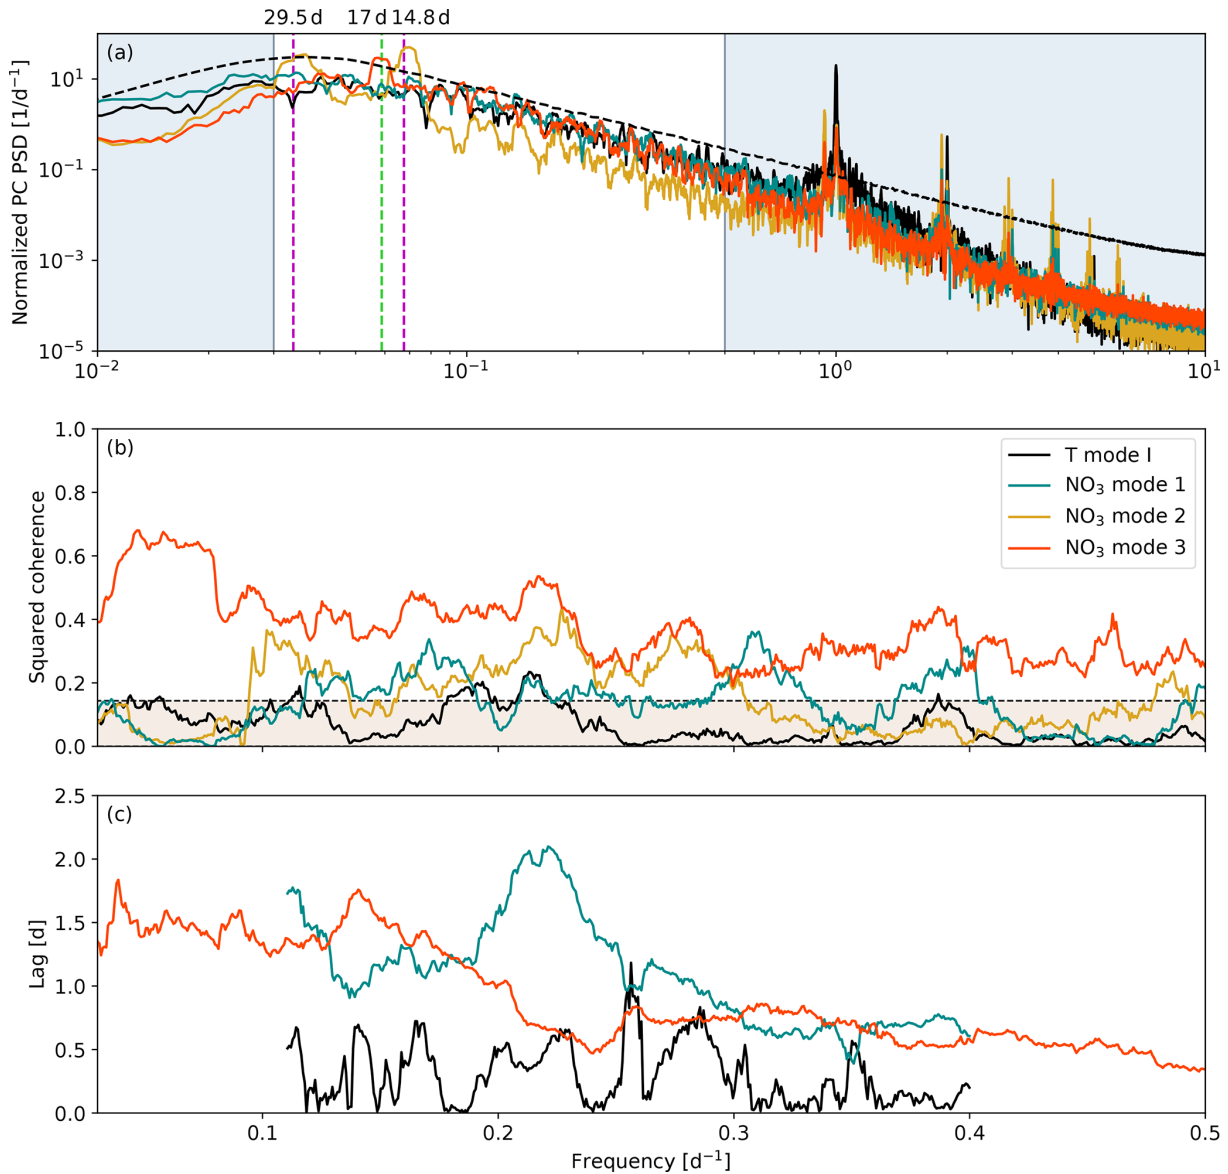 29.5 d 17 d 14.8 d
(a)
Normalized PC PSD [1/d⁻¹]
10¹
10⁻¹
10⁻³
10⁻⁵
10⁻² 10⁻¹ 10⁰ 10¹
(b)
Squared coherence
1.0
0.8
0.6
0.4
0.2
0.0
T mode I
NO₃ mode 1
NO₃ mode 2
NO₃ mode 3
(c)
Lag [d]
2.5
2.0
1.5
1.0
0.5
0.0
0.1 0.2 0.3 0.4 0.5
Frequency [d⁻¹]